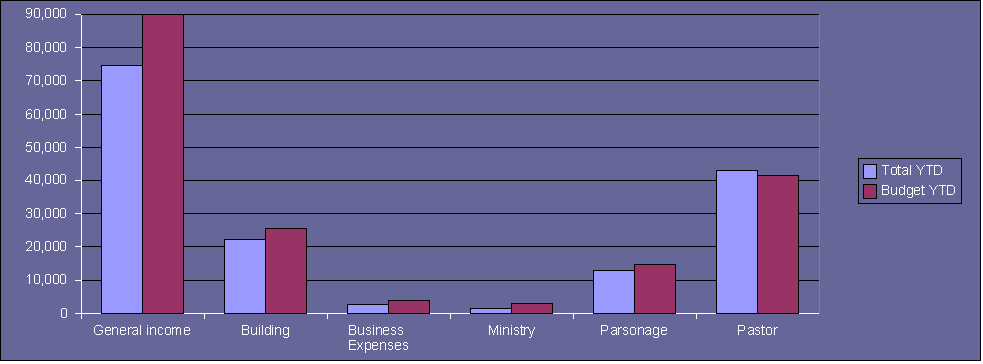 90,000
80,000
70,000
60,000
50,000
40,000
30,000
20,000
10,000
0
General income
Building
Business
Expenses
Ministry
Parsonage
Pastor
Total YTD
Budget YTD